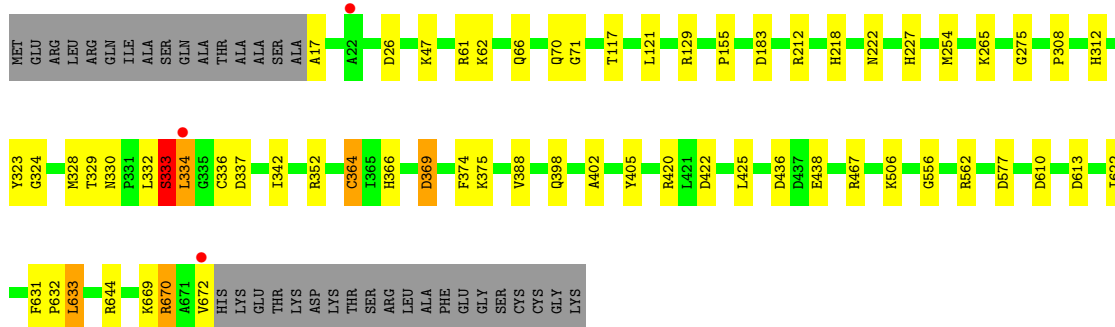 MET GLU ARG LEU ARG GLN ILE ALA SER GLN ALA THR ALA ALA SER ALA A17 A22 D26 K47 R61 K62 Q66 Q70 G71 T117 L121 R129 P155 D183 R212 H218 N222 H227 M254 K265 G275 P308 H312
Y323 G324 M328 T329 N330 P331 L332 S333 L334 G335 C336 D337 I342 R352 C364 I365 H366 D369 F374 K375 V388 Q398 A402 Y405 R420 L421 D422 L425 D436 D437 E438 R467 K506 G556 R562 D577 D610 D613
F631 P632 L633 R644 K669 R670 A671 V672 HIS LYS GLU THR LYS ASP LYS THR SER ARG LEU ALA PHE GLU GLY SER CYS CYS GLY LYS